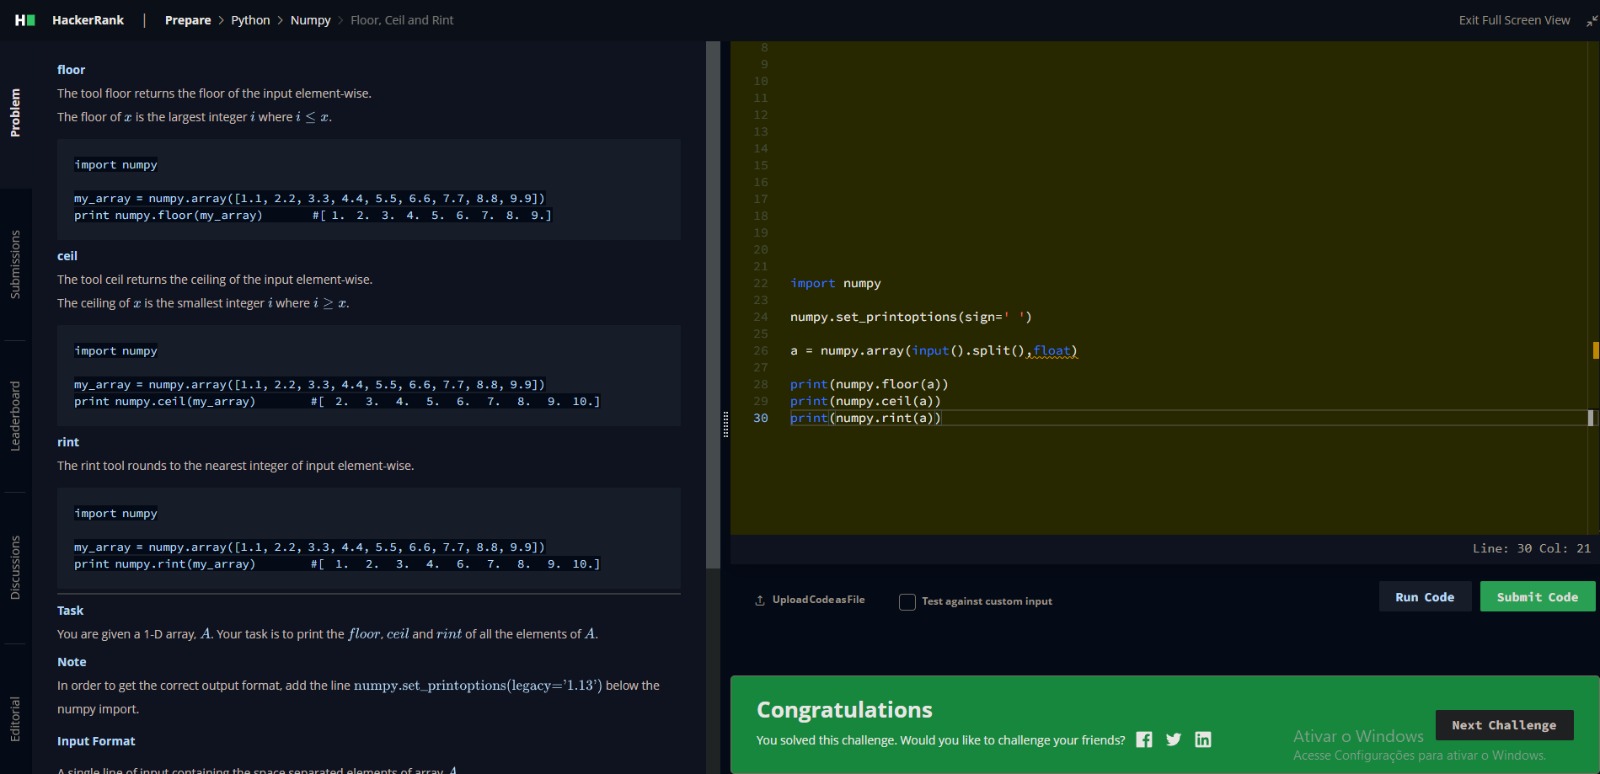 HackerRank | Prepare > Python > Numpy > Floor, Ceil and Rint
Exit Full Screen View
Problem
Submissions
Leaderboard
Discussions
Editorial
floor
The tool floor returns the floor of the input element-wise.
The floor of x is the largest integer i where i ≤ x.
import numpy
my_array = numpy.array([1.1, 2.2, 3.3, 4.4, 5.5, 6.6, 7.7, 8.8, 9.9])
print numpy.floor(my_array)      #[ 1.  2.  3.  4.  5.  6.  7.  8.  9.]
ceil
The tool ceil returns the ceiling of the input element-wise.
The ceiling of x is the smallest integer i where i ≥ x.
import numpy
my_array = numpy.array([1.1, 2.2, 3.3, 4.4, 5.5, 6.6, 7.7, 8.8, 9.9])
print numpy.ceil(my_array)       #[  2.   3.   4.   5.   6.   7.   8.   9.  10.]
rint
The rint tool rounds to the nearest integer of input element-wise.
import numpy
my_array = numpy.array([1.1, 2.2, 3.3, 4.4, 5.5, 6.6, 7.7, 8.8, 9.9])
print numpy.rint(my_array)       #[  1.   2.   3.   4.   6.   7.   8.   9.  10.]
Task
You are given a 1-D array, A. Your task is to print the floor, ceil and rint of all the elements of A.
Note
In order to get the correct output format, add the line numpy.set_printoptions(legacy='1.13') below the
numpy import.
Input Format
A single line of input containing the space separated elements of array A
8
9
10
11
12
13
14
15
16
17
18
19
20
21
22 import numpy
23
24 numpy.set_printoptions(sign=' ')
25
26 a = numpy.array(input().split(),float)
27
28 print(numpy.floor(a))
29 print(numpy.ceil(a))
30 print(numpy.rint(a))
Line: 30 Col: 21
Upload Code as File
Test against custom input
Run Code
Submit Code
Congratulations
You solved this challenge. Would you like to challenge your friends?
Next Challenge
Ativar o Windows
Acesse Configurações para ativar o Windows.